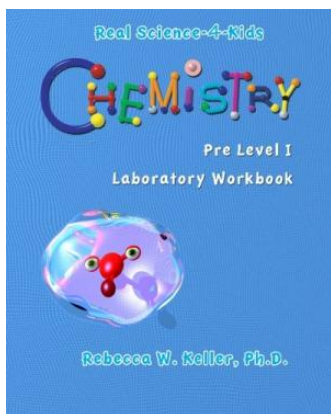 Real Science-4-Kids
CHEMISTRY
Pre Level I
Laboratory Workbook
Rebecca W. Keller, Ph.D.